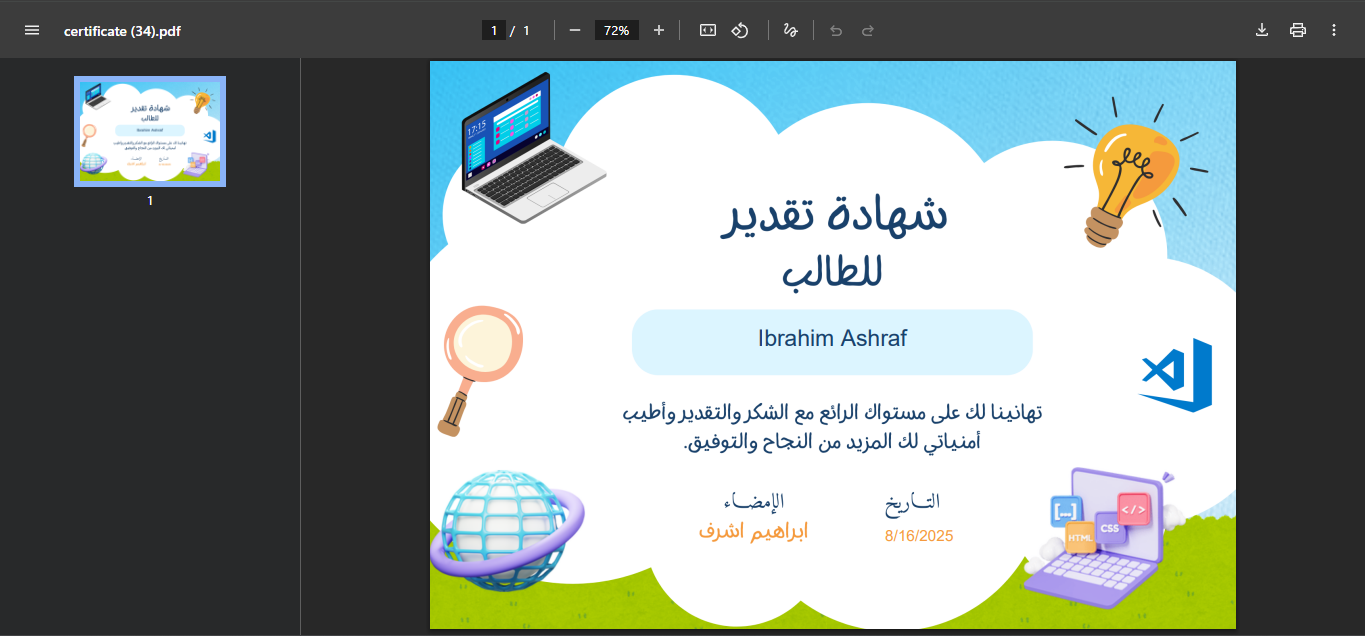 certificate (34).pdf
1 / 1
72%
1
17:15
شهادة تقدير
للطالب
Ibrahim Ashraf
تهانينا لك على مستواك الرائع مع الشكر والتقدير وأطيب
أمنياتي لك المزيد من النجاح والتوفيق.
التاريخ
الإمضاء
8/16/2025
ابراهيم اشرف
[...]
</>
CSS
HTML